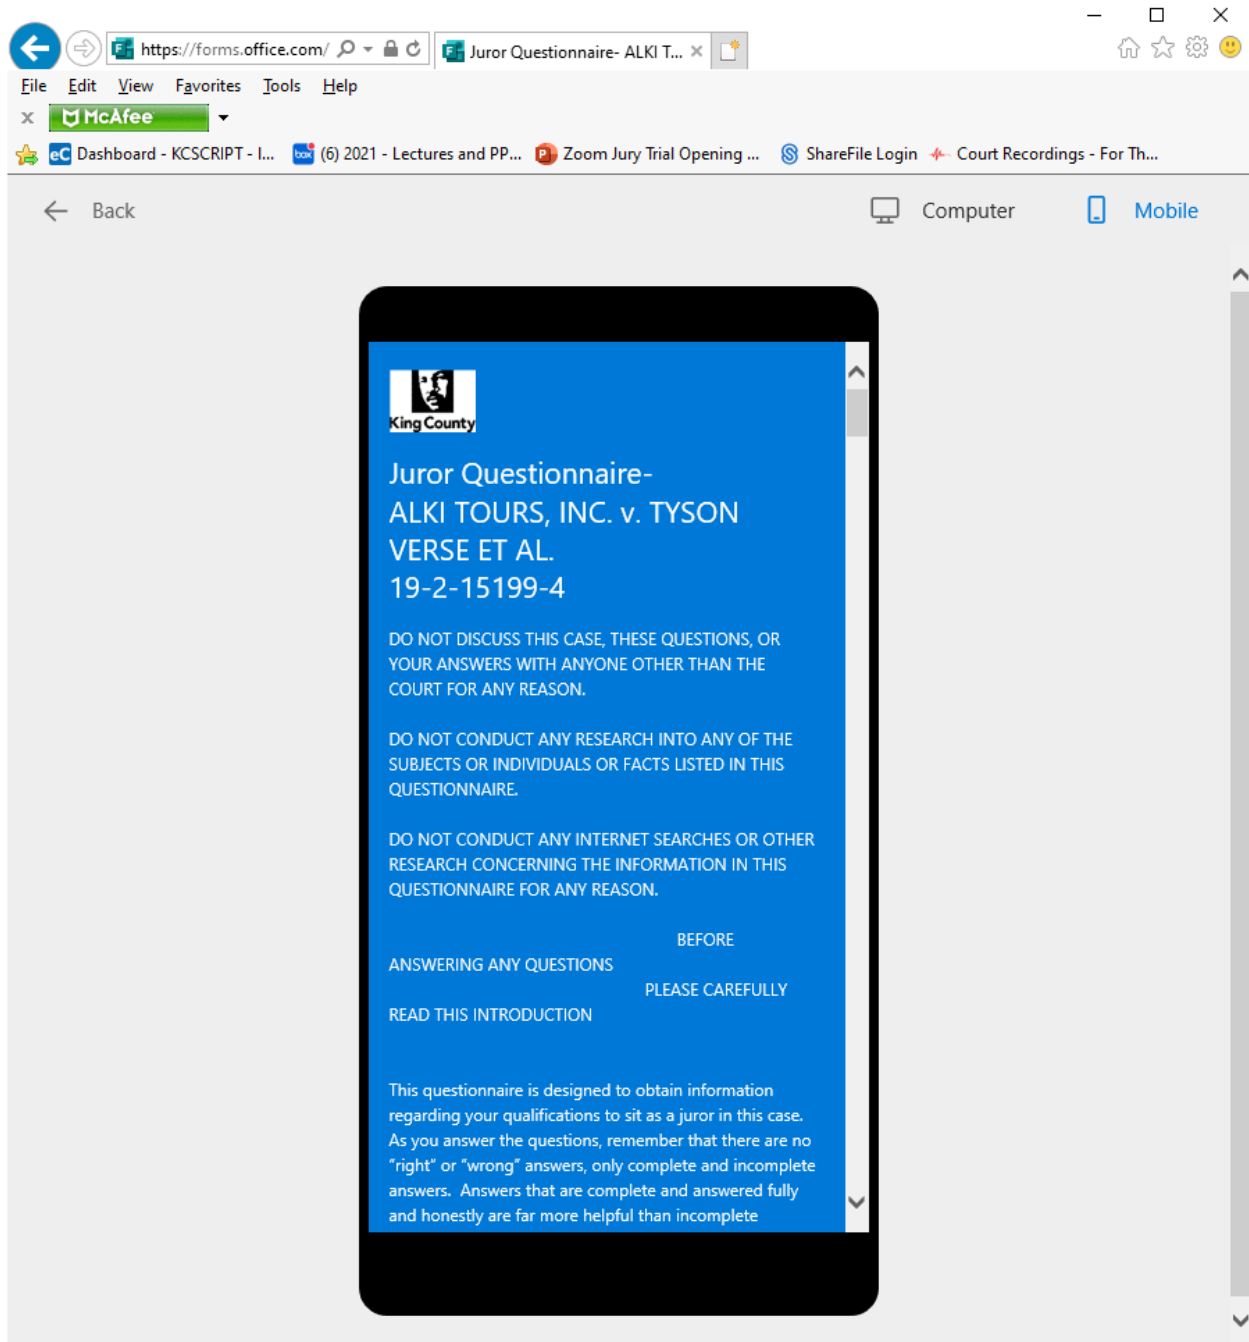 https://forms.office.com/
Juror Questionnaire- ALKI T...
File Edit View Favorites Tools Help
x McAfee
eC Dashboard - KCSCRIPT - I... box (6) 2021 - Lectures and PP... Zoom Jury Trial Opening ... ShareFile Login Court Recordings - For Th...
Back Computer Mobile
King County
Juror Questionnaire-
ALKI TOURS, INC. v. TYSON
VERSE ET AL.
19-2-15199-4
DO NOT DISCUSS THIS CASE, THESE QUESTIONS, OR
YOUR ANSWERS WITH ANYONE OTHER THAN THE
COURT FOR ANY REASON.
DO NOT CONDUCT ANY RESEARCH INTO ANY OF THE
SUBJECTS OR INDIVIDUALS OR FACTS LISTED IN THIS
QUESTIONNAIRE.
DO NOT CONDUCT ANY INTERNET SEARCHES OR OTHER
RESEARCH CONCERNING THE INFORMATION IN THIS
QUESTIONNAIRE FOR ANY REASON.
BEFORE
ANSWERING ANY QUESTIONS
PLEASE CAREFULLY
READ THIS INTRODUCTION
This questionnaire is designed to obtain information
regarding your qualifications to sit as a juror in this case.
As you answer the questions, remember that there are no
“right” or “wrong” answers, only complete and incomplete
answers.  Answers that are complete and answered fully
and honestly are far more helpful than incomplete